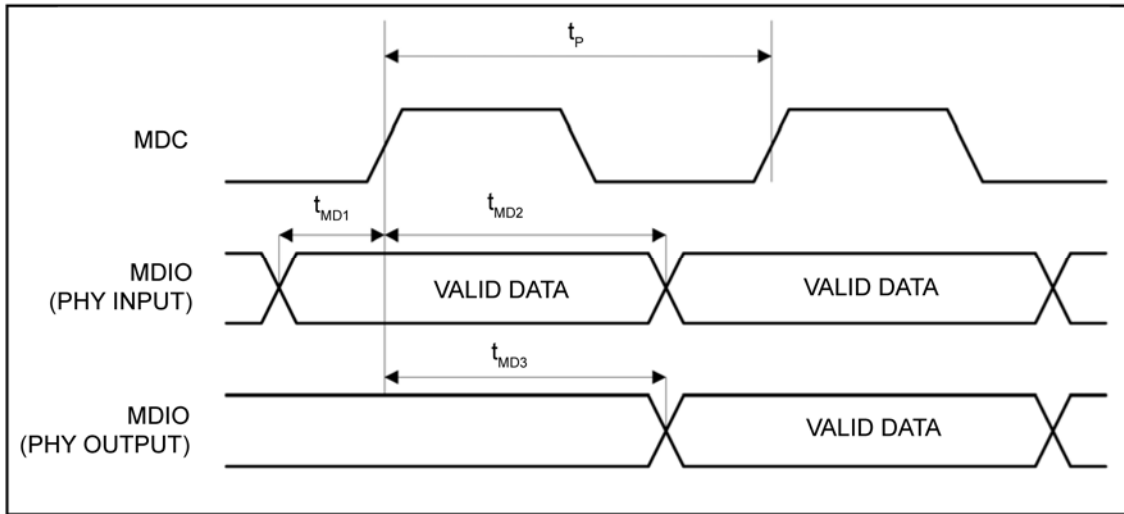 tP
MDC
tMD1
tMD2
MDIO
(PHY INPUT)
VALID DATA
VALID DATA
tMD3
MDIO
(PHY OUTPUT)
VALID DATA